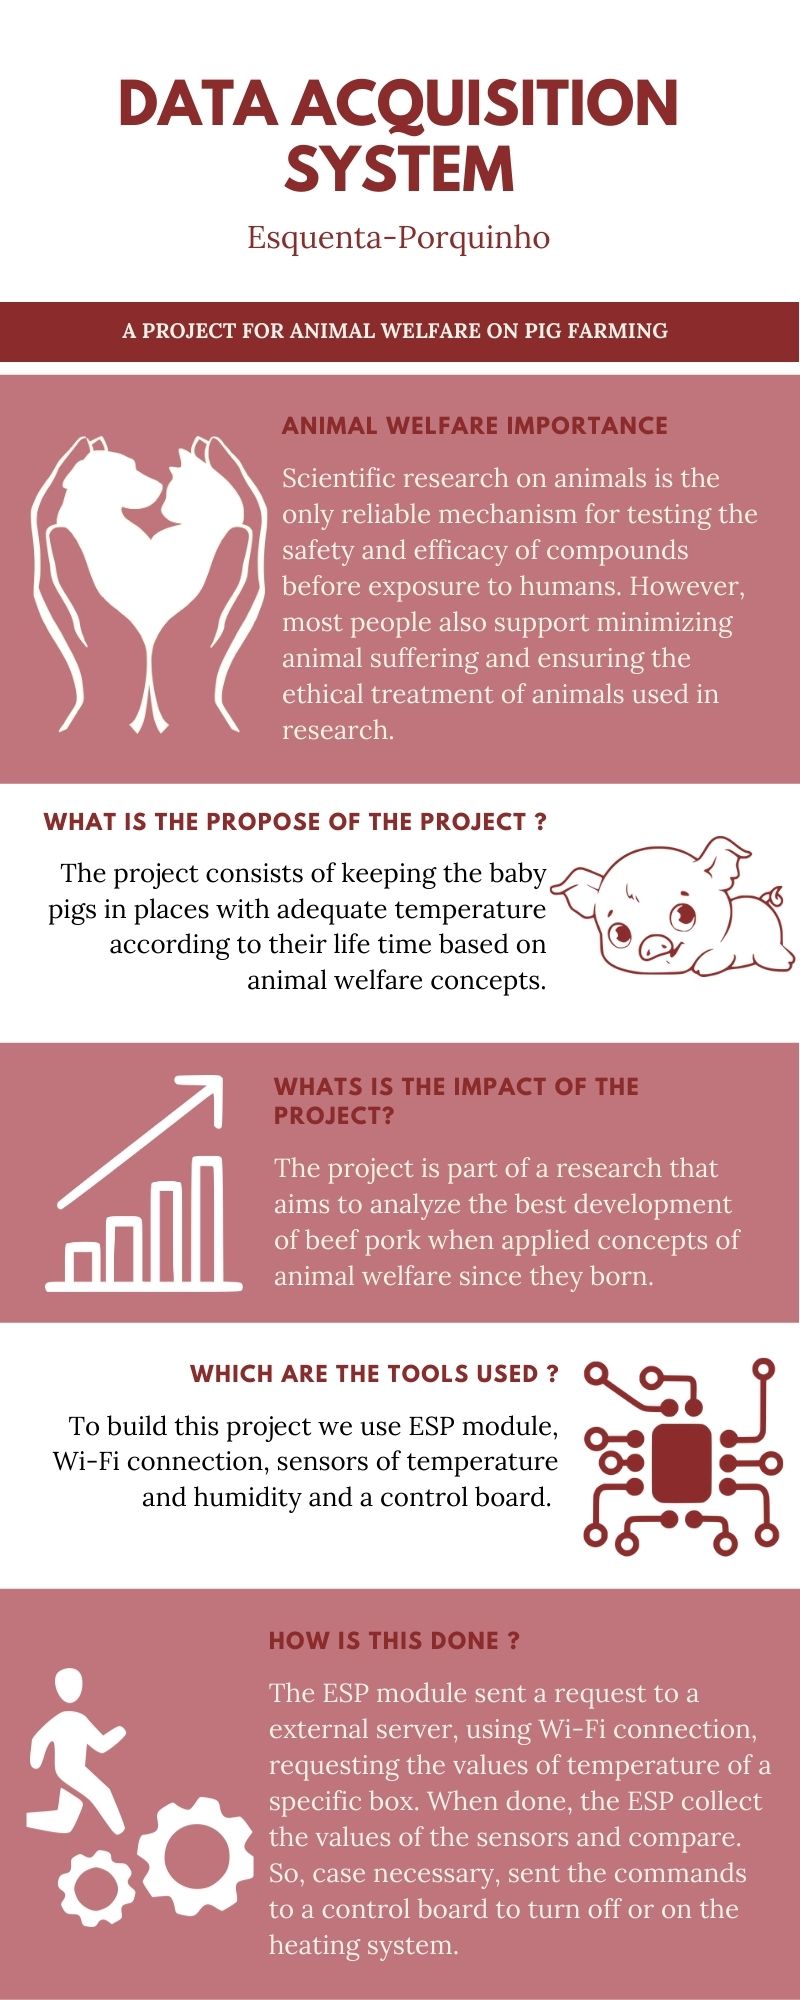 DATA ACQUISITION
SYSTEM
Esquenta-Porquinho
A PROJECT FOR ANIMAL WELFARE ON PIG FARMING
ANIMAL WELFARE IMPORTANCE
Scientific research on animals is the
only reliable mechanism for testing the
safety and efficacy of compounds
before exposure to humans. However,
most people also support minimizing
animal suffering and ensuring the
ethical treatment of animals used in
research.
WHAT IS THE PROPOSE OF THE PROJECT ?
The project consists of keeping the baby
pigs in places with adequate temperature
according to their life time based on
animal welfare concepts.
WHATS IS THE IMPACT OF THE
PROJECT?
The project is part of a research that
aims to analyze the best development
of beef pork when applied concepts of
animal welfare since they born.
WHICH ARE THE TOOLS USED ?
To build this project we use ESP module,
Wi-Fi connection, sensors of temperature
and humidity and a control board.
HOW IS THIS DONE ?
The ESP module sent a request to a
external server, using Wi-Fi connection,
requesting the values of temperature of a
specific box. When done, the ESP collect
the values of the sensors and compare.
So, case necessary, sent the commands
to a control board to turn off or on the
heating system.